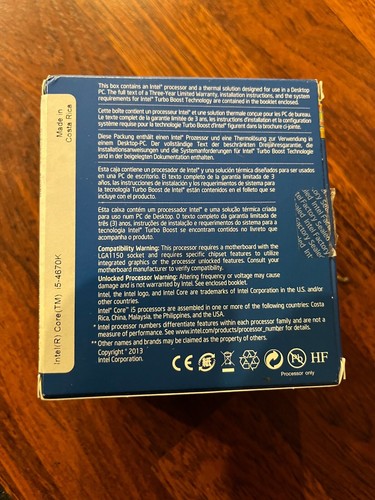 Made in
Costa Rica
Intel(R) Core(TM) i5-4670K
This box contains an Intel® processor and a thermal solution designed for use in a Desktop
PC. The full text of a Three-Year Limited Warranty, installation instructions, and the system
requirements for Intel® Turbo Boost Technology are contained in the booklet enclosed.
Cette boîte contient un processeur Intel® et une solution thermique conçue pour les PC de bureau.
Le texte complet de la garantie limitée de 3 ans, les instructions d'installation et la configuration
système requise pour la technologie Turbo Boost d'Intel® figurent dans la brochure ci-jointe.
Diese Packung enthält einen Intel® Prozessor und eine Thermolösung zur Verwendung in
einem Desktop-PC. Der vollständige Text der beschränkten Dreijahresgarantie, die
Installationsanweisungen und die Systemanforderungen für Intel® Turbo Boost Technologie
sind in der beigelegten Dokumentation enthalten.
Esta caja contiene un procesador de Intel® y una solución térmica diseñados para ser usados
en una PC de escritorio. El texto completo de la garantía limitada de 3
años, las instrucciones de instalación y los requerimientos de sistema para
la tecnología Turbo Boost de Intel® están contenidos en el folleto que se
incluye con el producto.
Esta caixa contém um processador Intel® e uma solução térmica criados
para uso num PC de Desktop. O texto completo da garantia limitada de
três (3) anos, instruções de instalação e requerimentos do sistema para a
tecnologia Intel® Turbo Boost se encontram contidos no livreto que
acompanha o produto.
Compatibility Warning: This processor requires a motherboard with the
LGA1150 socket and requires specific chipset features to utilize
integrated graphics or the processor unlocked features. Consult your
motherboard manufacturer to verify compatibility.
Unlocked Processor Warning: Altering frequency or voltage may cause
damage and is not warranted by Intel. See enclosed booklet.
Intel, the Intel logo, and Intel Core are trademarks of Intel Corporation in the U.S. and/or
other countries.
Intel® Core™ i5 processors are assembled in one or more of the following countries: Costa
Rica, China, Malaysia, the Philippines, and the USA.
* Intel processor numbers differentiate features within each processor family and are not a
measure of performance. See www.intel.com/products/processor_number for details.
** Other names and brands may be claimed as the property of others.
Copyright © 2013
Intel Corporation.
CE
Pb
HF
Processor only